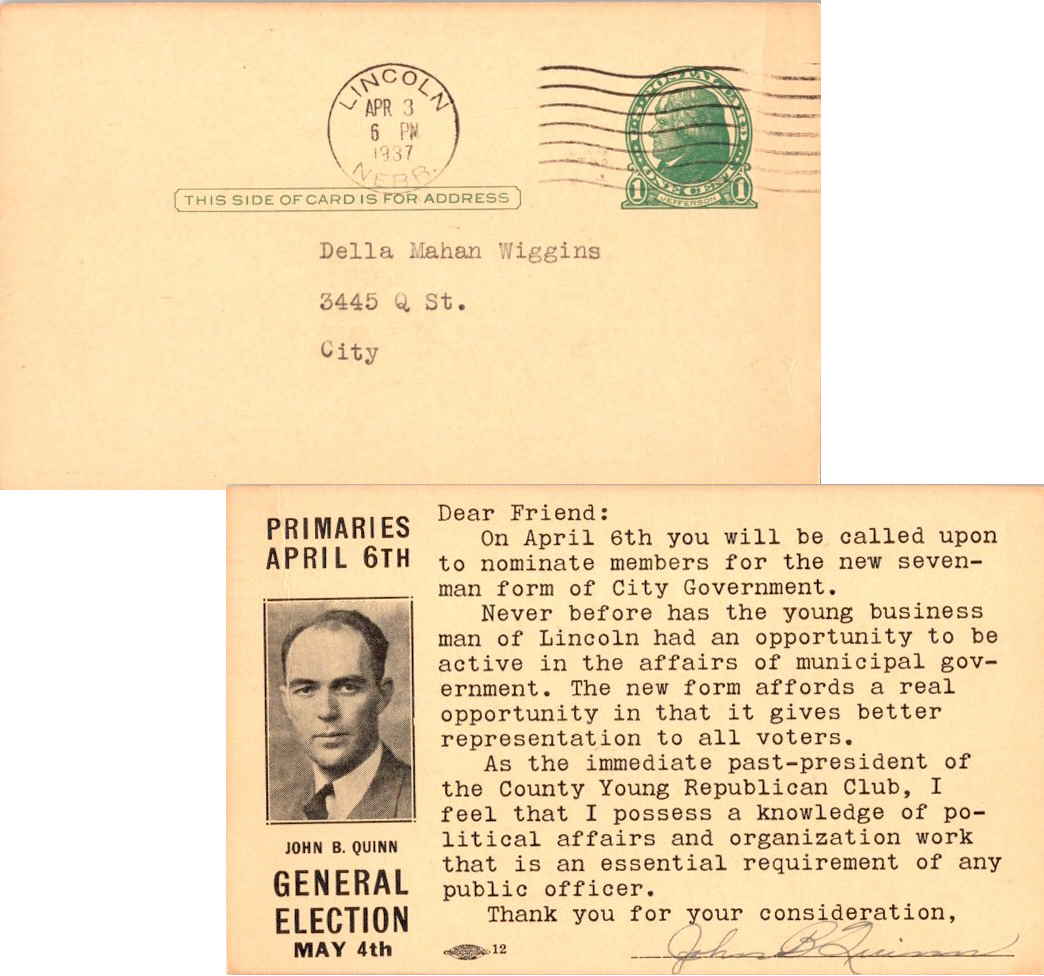 LINCOLN
APR 3
6 PM
1937
NEBR.
U.S. POSTAL CARD
ONE CENT
1 JEFFERSON 1
THIS SIDE OF CARD IS FOR ADDRESS
Della Mahan Wiggins
3445 Q St.
City
PRIMARIES
APRIL 6TH
JOHN B. QUINN
GENERAL
ELECTION
MAY 4th
Dear Friend:
On April 6th you will be called upon
to nominate members for the new seven-
man form of City Government.
Never before has the young business
man of Lincoln had an opportunity to be
active in the affairs of municipal gov-
ernment. The new form affords a real
opportunity in that it gives better
representation to all voters.
As the immediate past-president of
the County Young Republican Club, I
feel that I possess a knowledge of po-
litical affairs and organization work
that is an essential requirement of any
public officer.
Thank you for your consideration,
12
John B Quinn